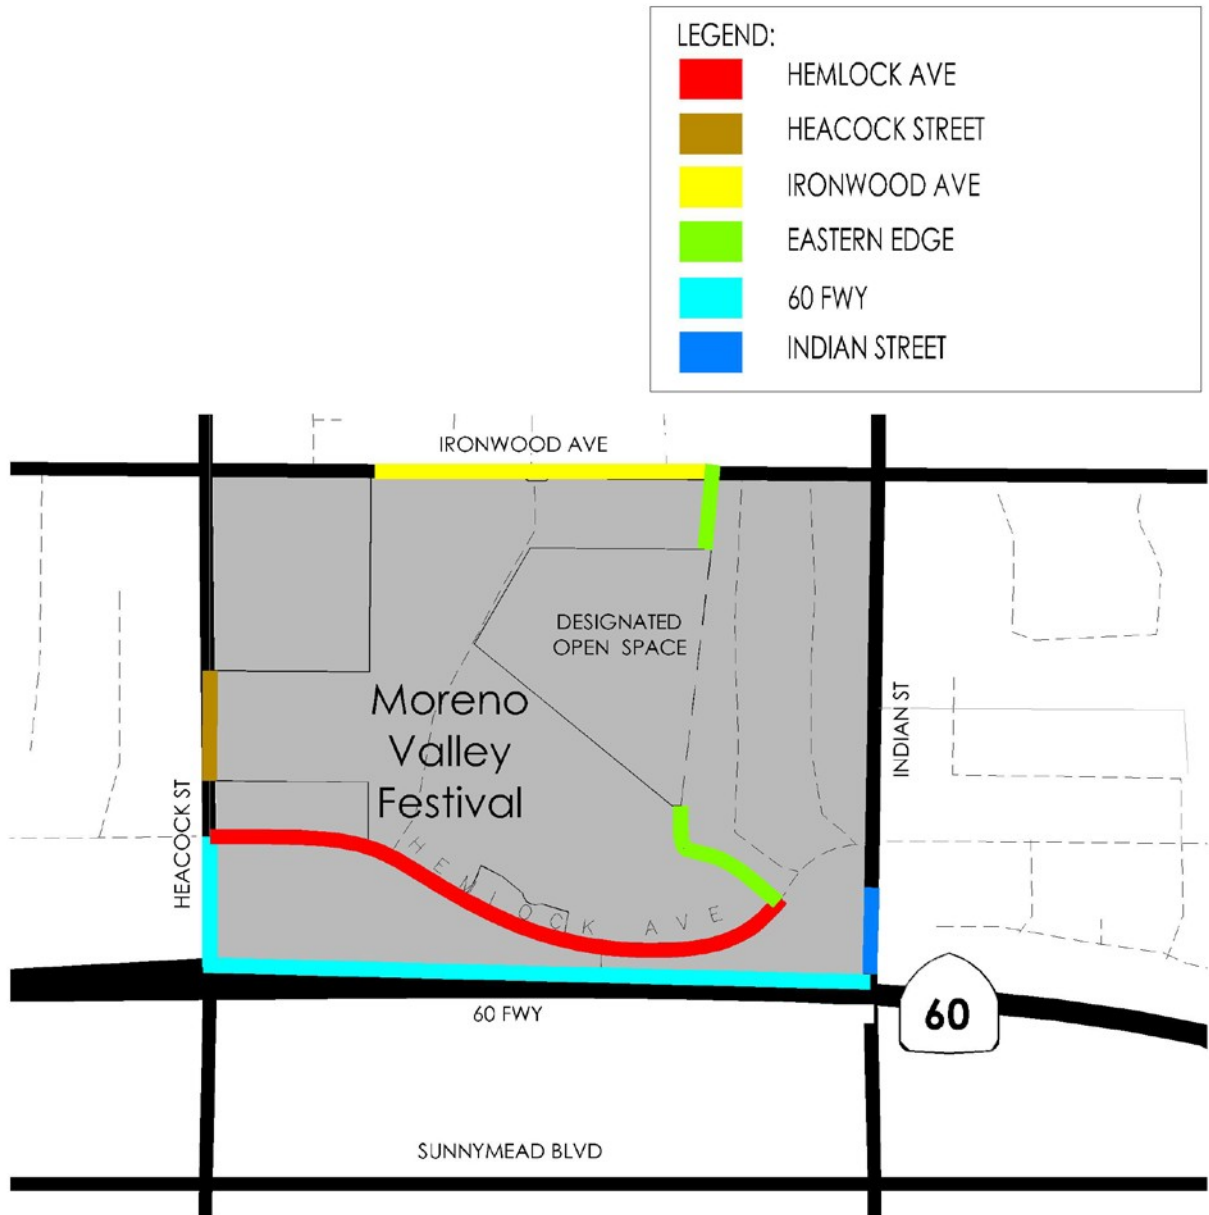 LEGEND:
HEMLOCK AVE
HEACOCK STREET
IRONWOOD AVE
EASTERN EDGE
60 FWY
INDIAN STREET
IRONWOOD AVE
DESIGNATED
OPEN SPACE
Moreno
Valley
Festival
INDIAN ST
HEACOCK ST
HEMLOCK AVE
60
60 FWY
SUNNYMEAD BLVD